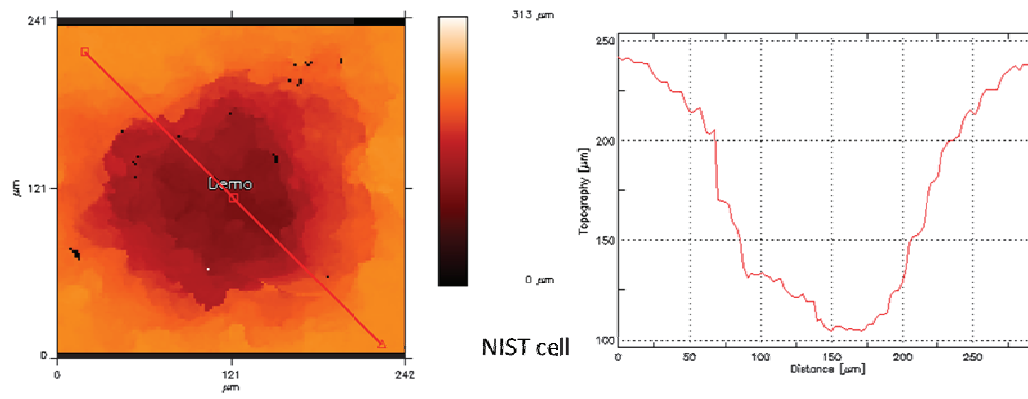 241
121
0
μm
0
121
242
μm
Demo
313 μm
0 μm
NIST cell
250
200
150
100
Topography [μm]
0
50
100
150
200
250
Distance [μm]